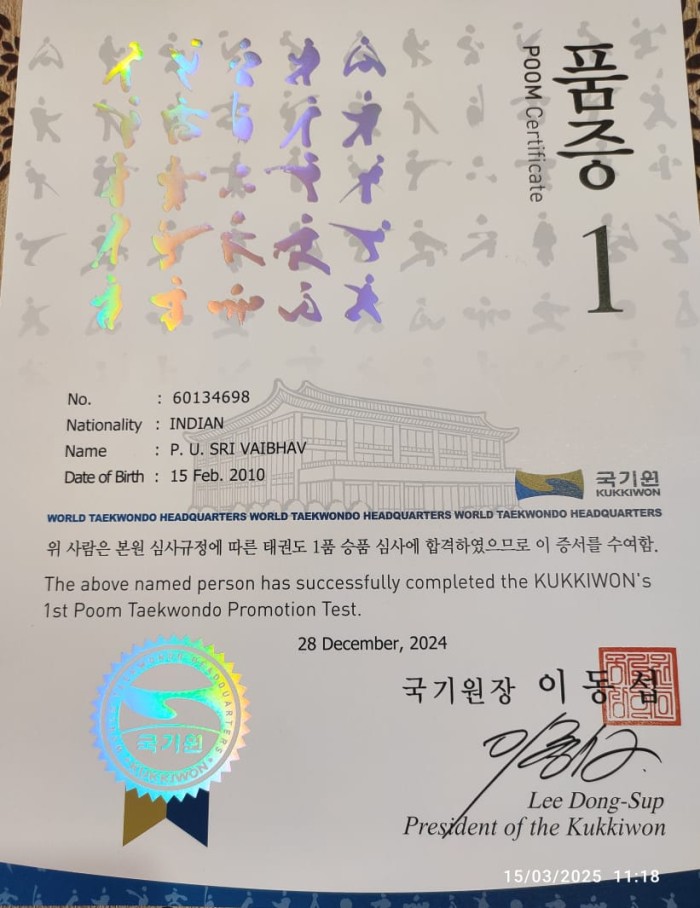 품증 1
POOM Certificate
No. : 60134698
Nationality : INDIAN
Name : P. U. SRI VAIBHAV
Date of Birth : 15 Feb. 2010
국기원
KUKKIWON
WORLD TAEKWONDO HEADQUARTERS WORLD TAEKWONDO HEADQUARTERS WORLD TAEKWONDO HEADQUARTERS
위 사람은 본원 심사규정에 따른 태권도 1품 승품 심사에 합격하였으므로 이 증서를 수여함.
The above named person has successfully completed the KUKKIWON's
1st Poom Taekwondo Promotion Test.
28 December, 2024
국기원장 이동섭
국기원
KUKKIWON
Lee Dong-Sup
President of the Kukkiwon
15/03/2025 11:18